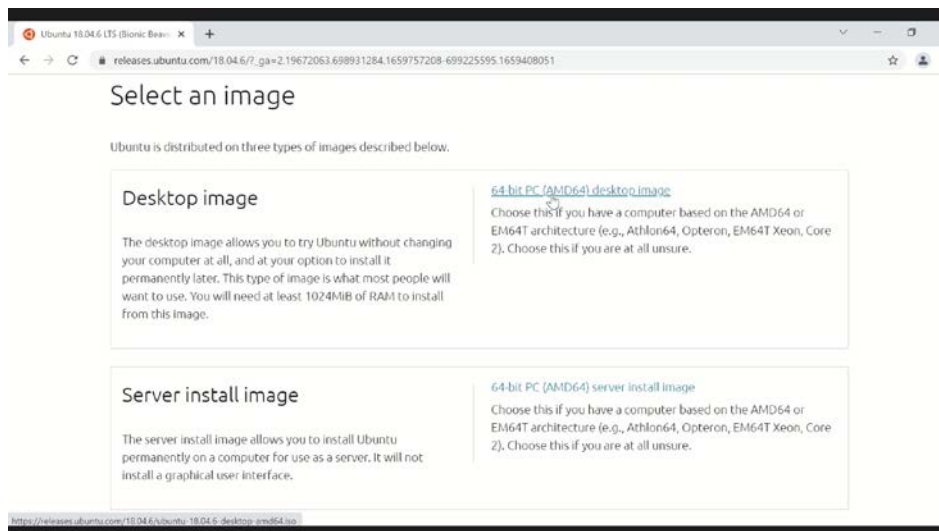 Ubuntu 18.04.6 LTS (Bionic Beav
releases.ubuntu.com/18.04.6/?_ga=2.19672063.698931284.1659757208-699225595.1659408051
Select an image
Ubuntu is distributed on three types of images described below.
Desktop image
The desktop image allows you to try Ubuntu without changing
your computer at all, and at your option to install it
permanently later. This type of image is what most people will
want to use. You will need at least 1024MiB of RAM to install
from this image.
64-bit PC (AMD64) desktop image
Choose this if you have a computer based on the AMD64 or
EM64T architecture (e.g., Athlon64, Opteron, EM64T Xeon, Core
2). Choose this if you are at all unsure.
Server install image
The server install image allows you to install Ubuntu
permanently on a computer for use as a server. It will not
install a graphical user interface.
64-bit PC (AMD64) server install image
Choose this if you have a computer based on the AMD64 or
EM64T architecture (e.g., Athlon64, Opteron, EM64T Xeon, Core
2). Choose this if you are at all unsure.
https://releases.ubuntu.com/18.04.6/ubuntu-18.04.6-desktop-amd64.iso